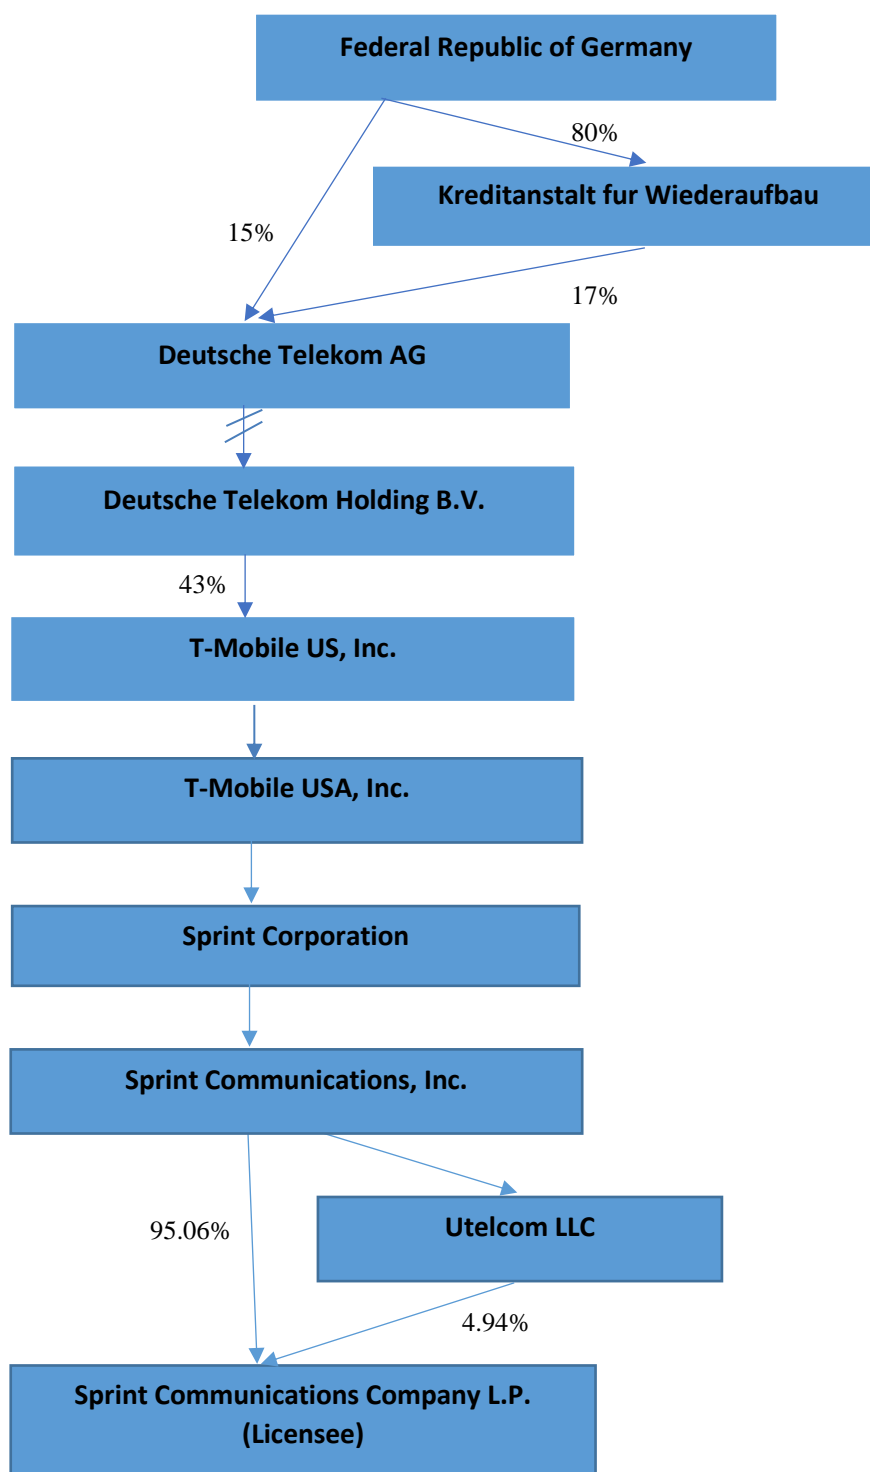 Federal Republic of Germany
80%
Kreditanstalt fur Wiederaufbau
15%
17%
Deutsche Telekom AG
Deutsche Telekom Holding B.V.
43%
T-Mobile US, Inc.
T-Mobile USA, Inc.
Sprint Corporation
Sprint Communications, Inc.
95.06%
Utelcom LLC
4.94%
Sprint Communications Company L.P.
(Licensee)